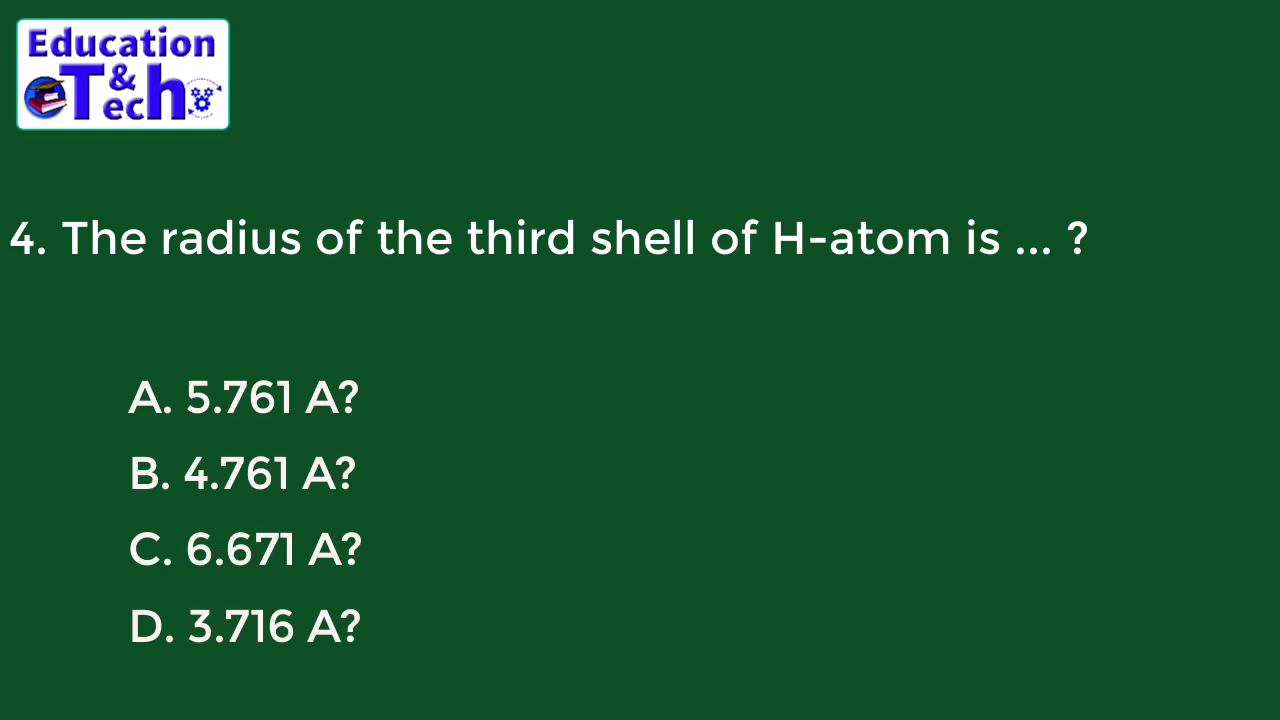 Education
& Tech
4. The radius of the third shell of H-atom is ... ?
A. 5.761 A?
B. 4.761 A?
C. 6.671 A?
D. 3.716 A?